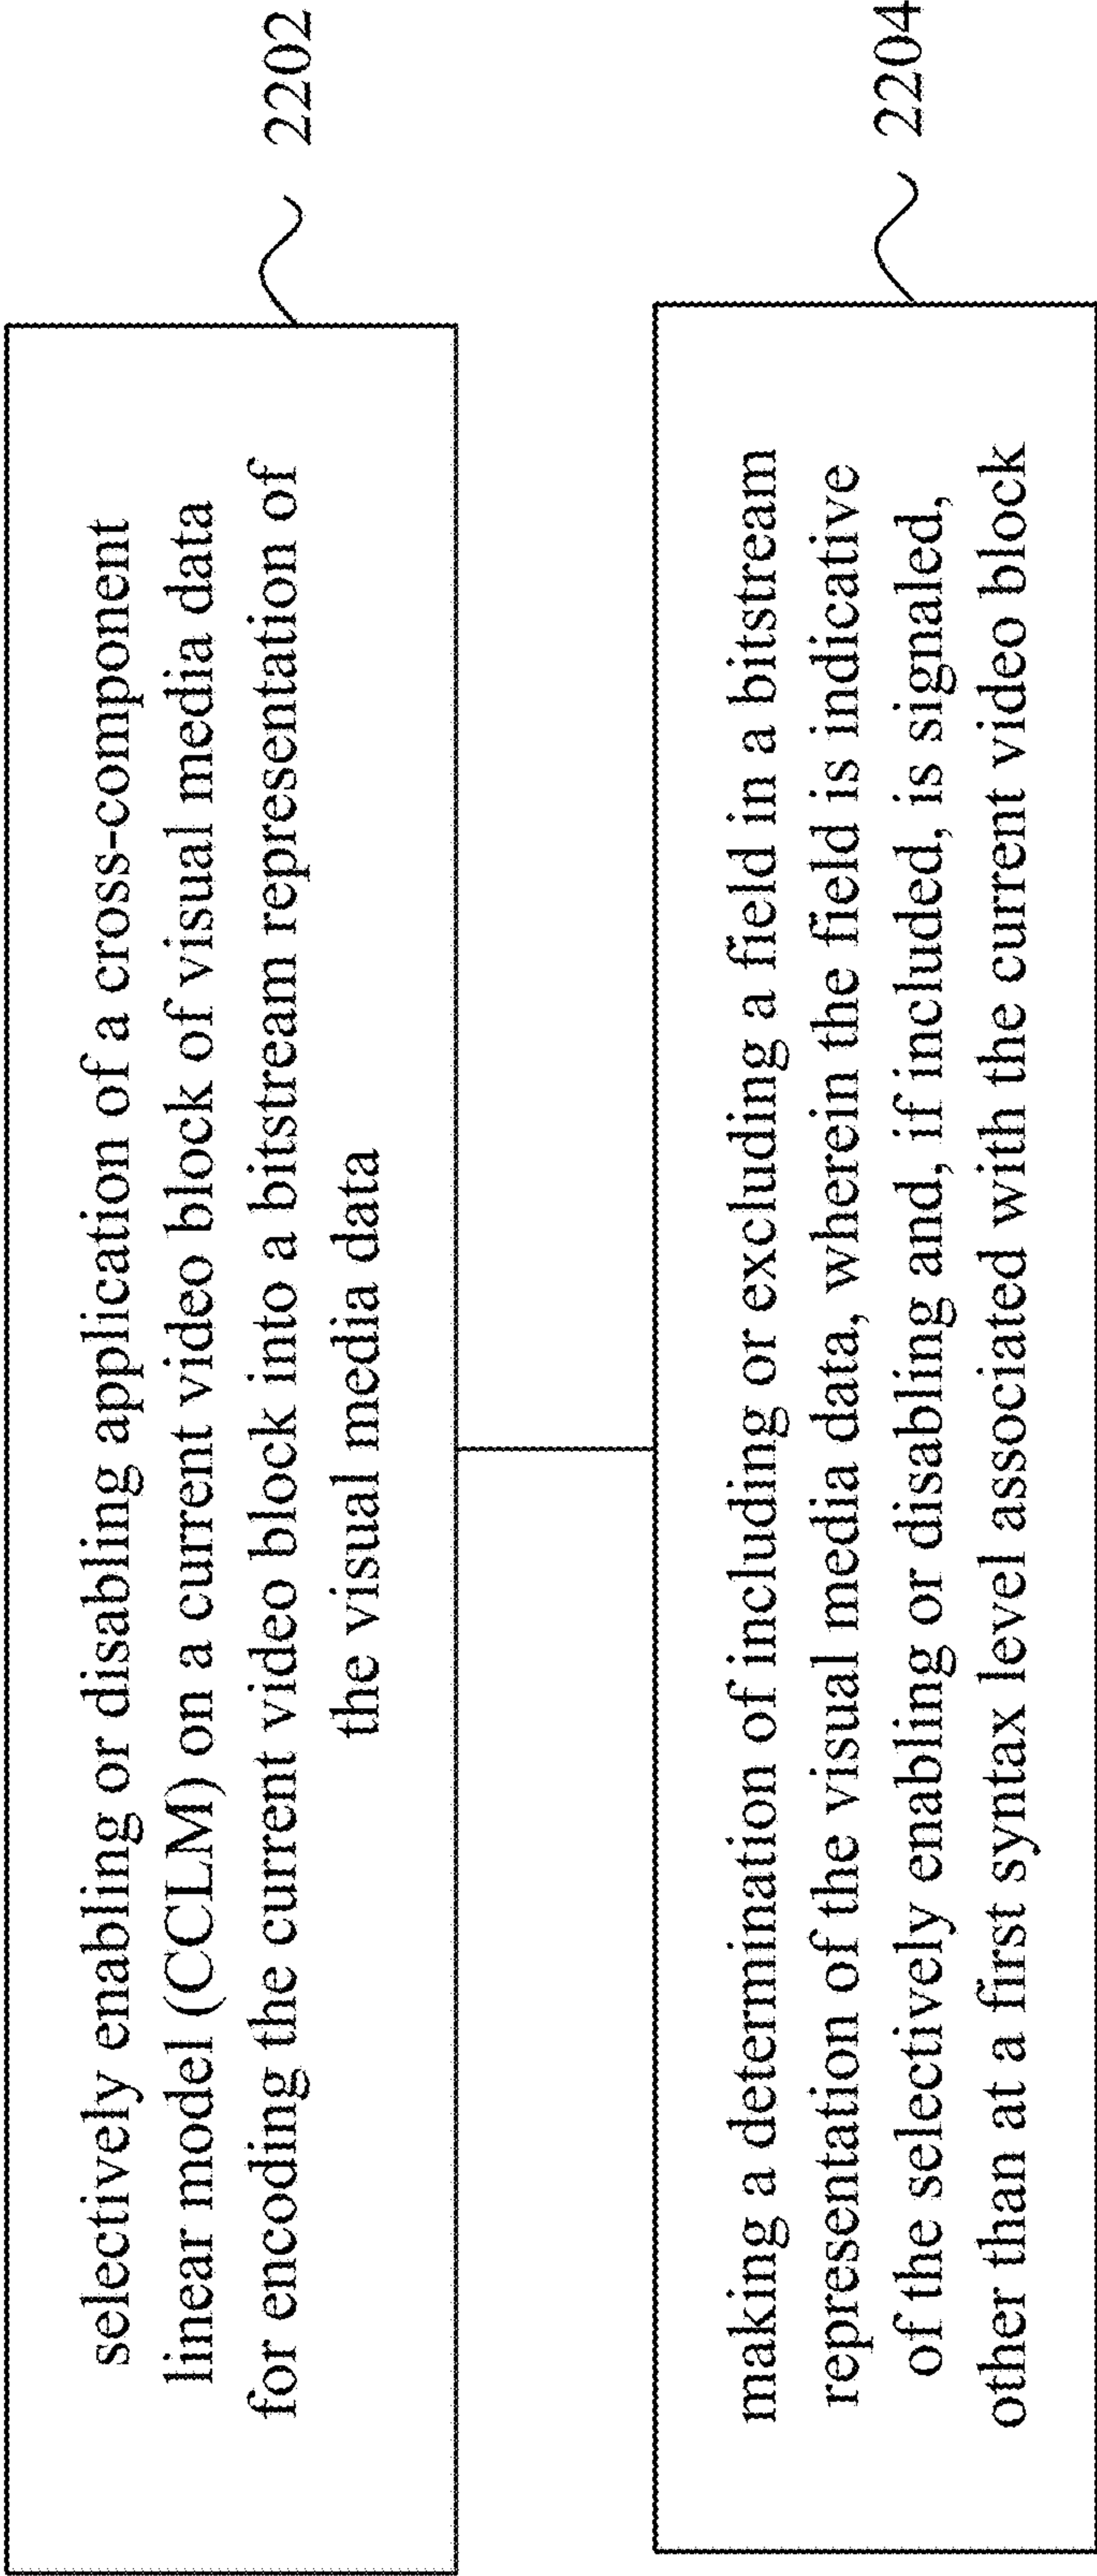 selectively enabling or disabling application of a cross-component
linear model (CCLM) on a current video block of visual media data
for encoding the current video block into a bitstream representation of
the visual media data
2202
making a determination of including or excluding a field in a bitstream
representation of the visual media data, wherein the field is indicative
of the selectively enabling or disabling and, if included, is signaled,
other than at a first syntax level associated with the current video block
2204